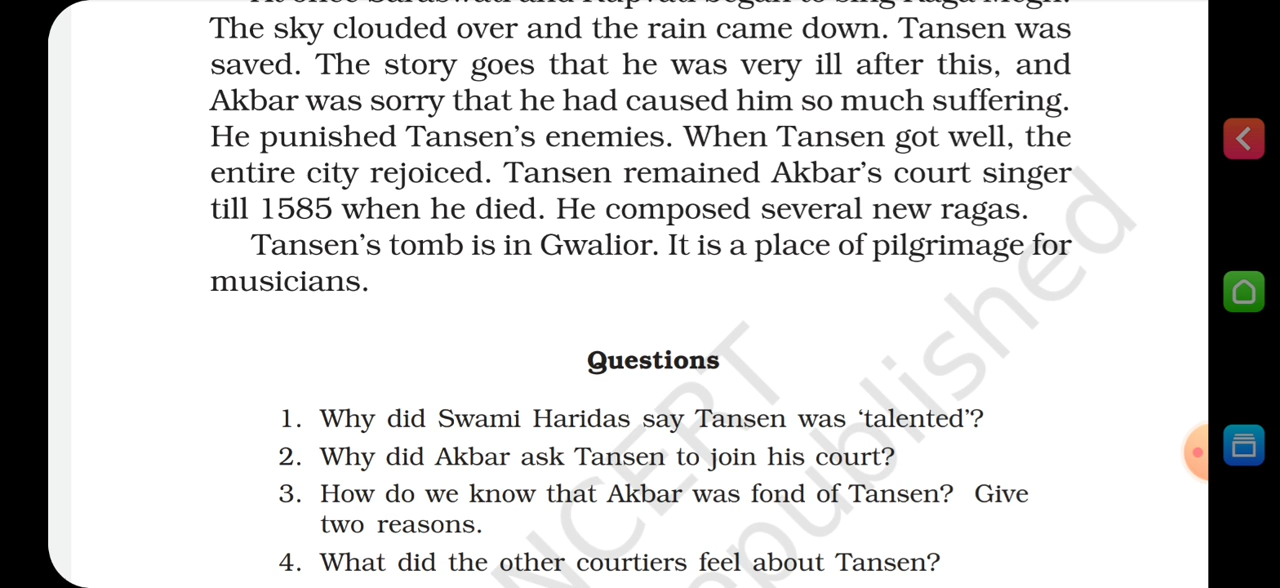 The sky clouded over and the rain came down. Tansen was
saved. The story goes that he was very ill after this, and
Akbar was sorry that he had caused him so much suffering.
He punished Tansen's enemies. When Tansen got well, the
entire city rejoiced. Tansen remained Akbar's court singer
till 1585 when he died. He composed several new ragas.
Tansen's tomb is in Gwalior. It is a place of pilgrimage for
musicians.
Questions
1. Why did Swami Haridas say Tansen was 'talented'?
2. Why did Akbar ask Tansen to join his court?
3. How do we know that Akbar was fond of Tansen? Give
two reasons.
4. What did the other courtiers feel about Tansen?
NCERT